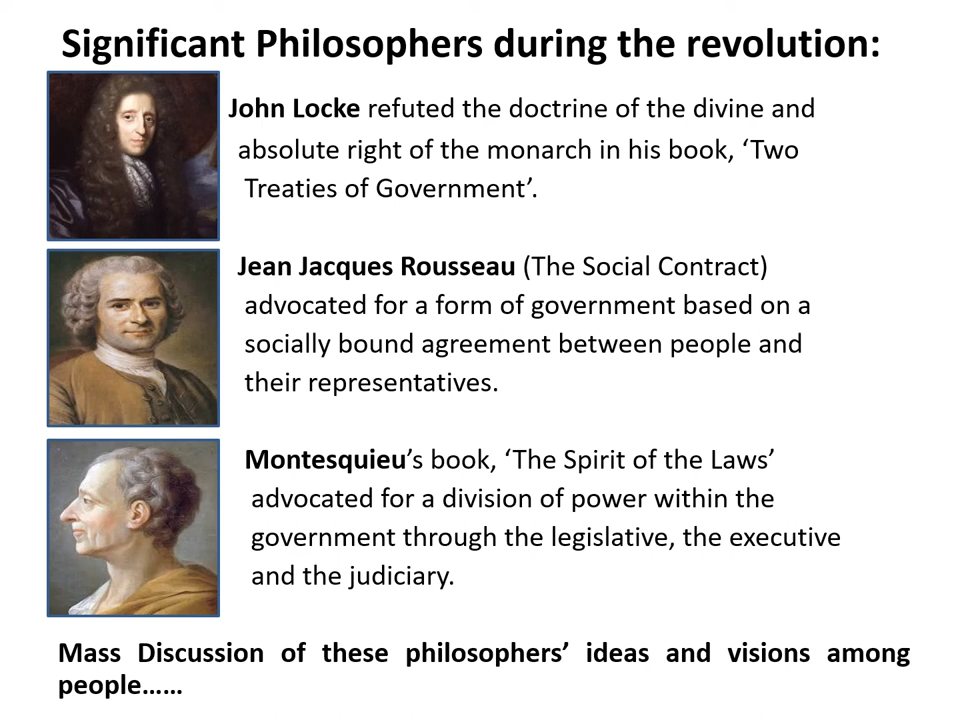 Significant Philosophers during the revolution:
John Locke refuted the doctrine of the divine and
absolute right of the monarch in his book, ‘Two
Treaties of Government’.
Jean Jacques Rousseau (The Social Contract)
advocated for a form of government based on a
socially bound agreement between people and
their representatives.
Montesquieu’s book, ‘The Spirit of the Laws’
advocated for a division of power within the
government through the legislative, the executive
and the judiciary.
Mass Discussion of these philosophers’ ideas and visions among
people……